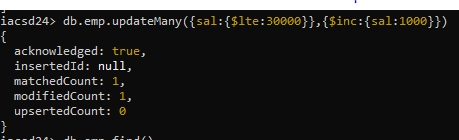 iacsd24> db.emp.updateMany({sal:{$lte:30000}},{$inc:{sal:1000}})
{
  acknowledged: true,
  insertedId: null,
  matchedCount: 1,
  modifiedCount: 1,
  upsertedCount: 0
}
iacsd24> db.emp.find()